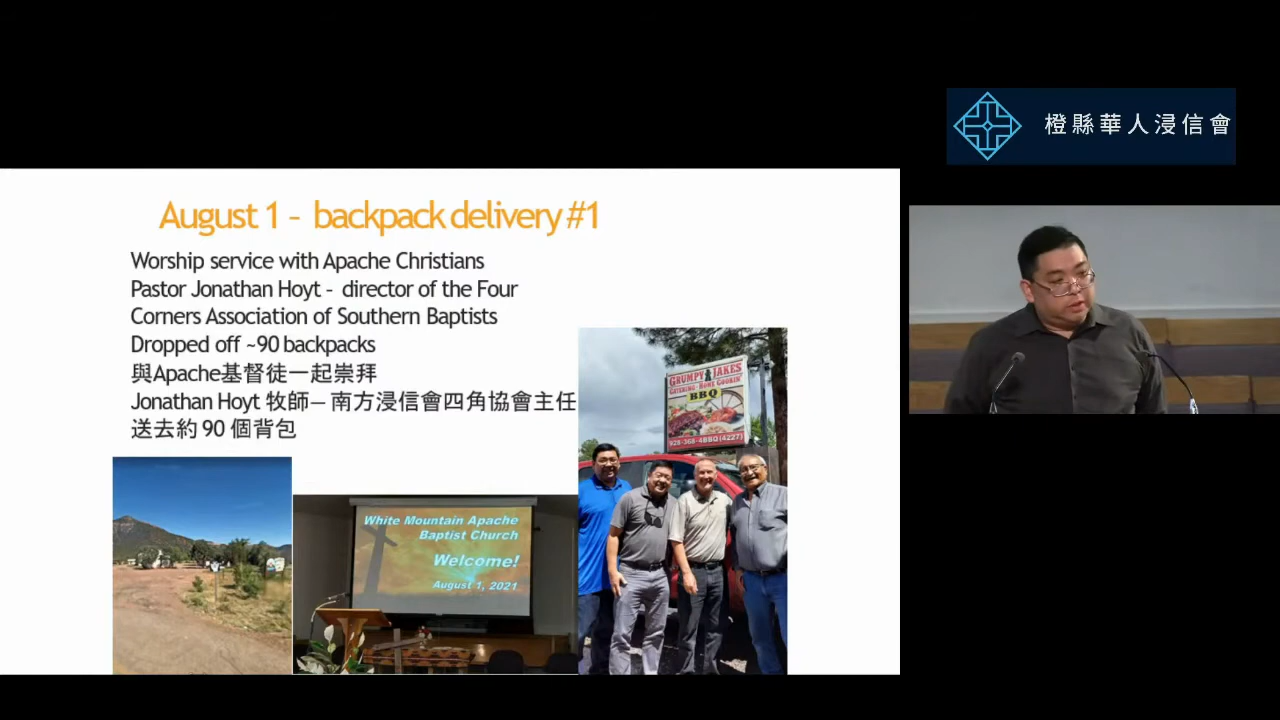 橙縣華人浸信會
August 1 - backpack delivery #1
Worship service with Apache Christians
Pastor Jonathan Hoyt - director of the Four
Corners Association of Southern Baptists
Dropped off ~90 backpacks
與Apache基督徒一起崇拜
Jonathan Hoyt 牧師— 南方浸信會四角協會主任
送去約 90 個背包
GRUMPY JAKES
CATERING · HOME COOKIN'
BBQ
928-368-4BBQ(4227)
White Mountain Apache
Baptist Church
Welcome!
August 1, 2021